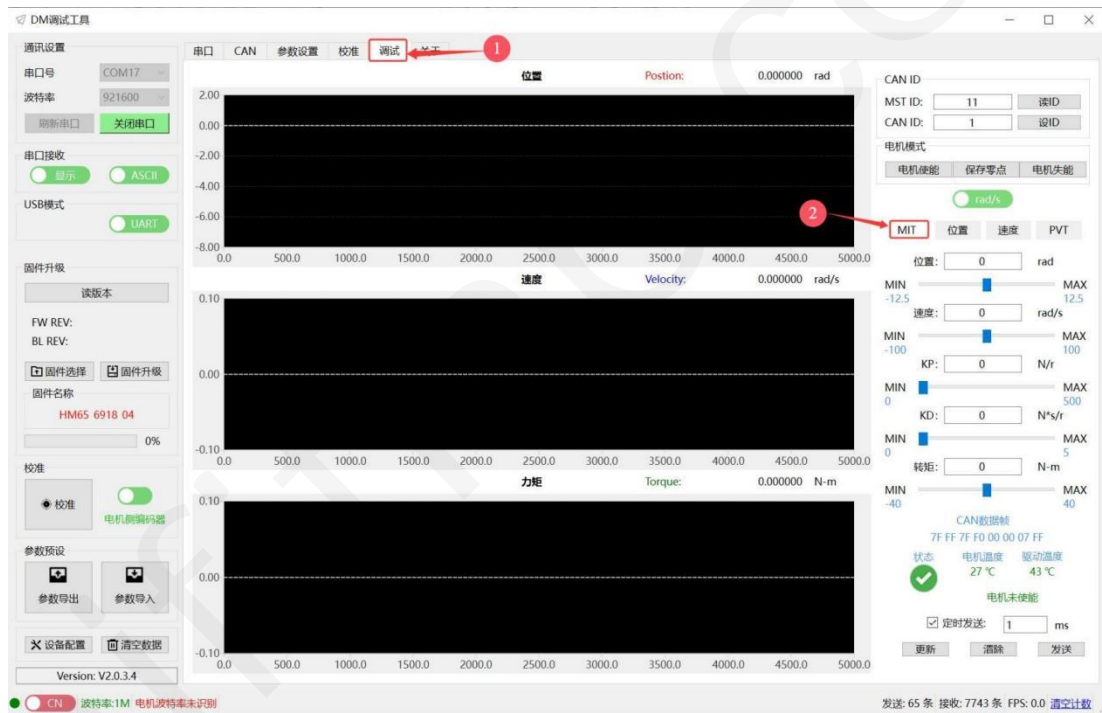 DM调试工具
通讯设置
串口号 COM17
波特率 921600
刷新串口 关闭串口
串口接收
显示 ASCII
USB模式
UART
固件升级
读版本
FW REV:
BL REV:
固件选择 固件升级
固件名称
HM65 6918 04
0%
校准
校准
电机侧编码器
参数预设
参数导出 参数导入
设备配置 清空数据
Version: V2.0.3.4
串口 CAN 参数设置 校准 调试 关于
1
位置 Postion: 0.000000 rad
2.00
0.00
-2.00
-4.00
-6.00
-8.00
0.0 500.0 1000.0 1500.0 2000.0 2500.0 3000.0 3500.0 4000.0 4500.0 5000.0
速度 Velocity: 0.000000 rad/s
0.10
0.00
-0.10
0.0 500.0 1000.0 1500.0 2000.0 2500.0 3000.0 3500.0 4000.0 4500.0 5000.0
力矩 Torque: 0.000000 N-m
0.10
0.00
-0.10
0.0 500.0 1000.0 1500.0 2000.0 2500.0 3000.0 3500.0 4000.0 4500.0 5000.0
CAN ID
MST ID: 11 读ID
CAN ID: 1 设ID
电机模式
电机使能 保存零点 电机失能
rad/s
2
MIT 位置 速度 PVT
位置: 0 rad
MIN MAX
-12.5 12.5
速度: 0 rad/s
MIN MAX
-100 100
KP: 0 N/r
MIN MAX
0 500
KD: 0 N*s/r
MIN MAX
0 5
转矩: 0 N-m
MIN MAX
-40 40
CAN数据帧
7F FF 7F F0 00 00 07 FF
状态 电机温度 驱动温度
27 ℃ 43 ℃
电机未使能
定时发送: 1 ms
更新 清除 发送
CN 波特率:1M 电机波特率未识别
发送: 65 条 接收: 7743 条 FPS: 0.0 清空计数